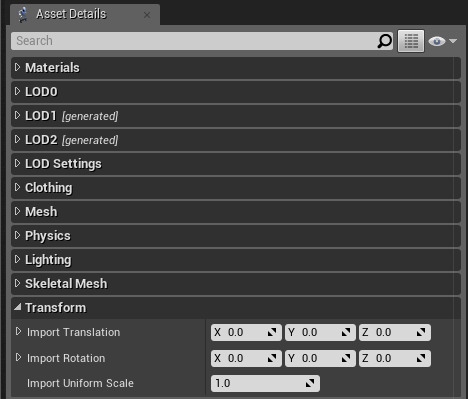 Asset Details
Search
Materials
LOD0
LOD1 [generated]
LOD2 [generated]
LOD Settings
Clothing
Mesh
Physics
Lighting
Skeletal Mesh
Transform
Import Translation X 0.0 Y 0.0 Z 0.0
Import Rotation X 0.0 Y 0.0 Z 0.0
Import Uniform Scale 1.0